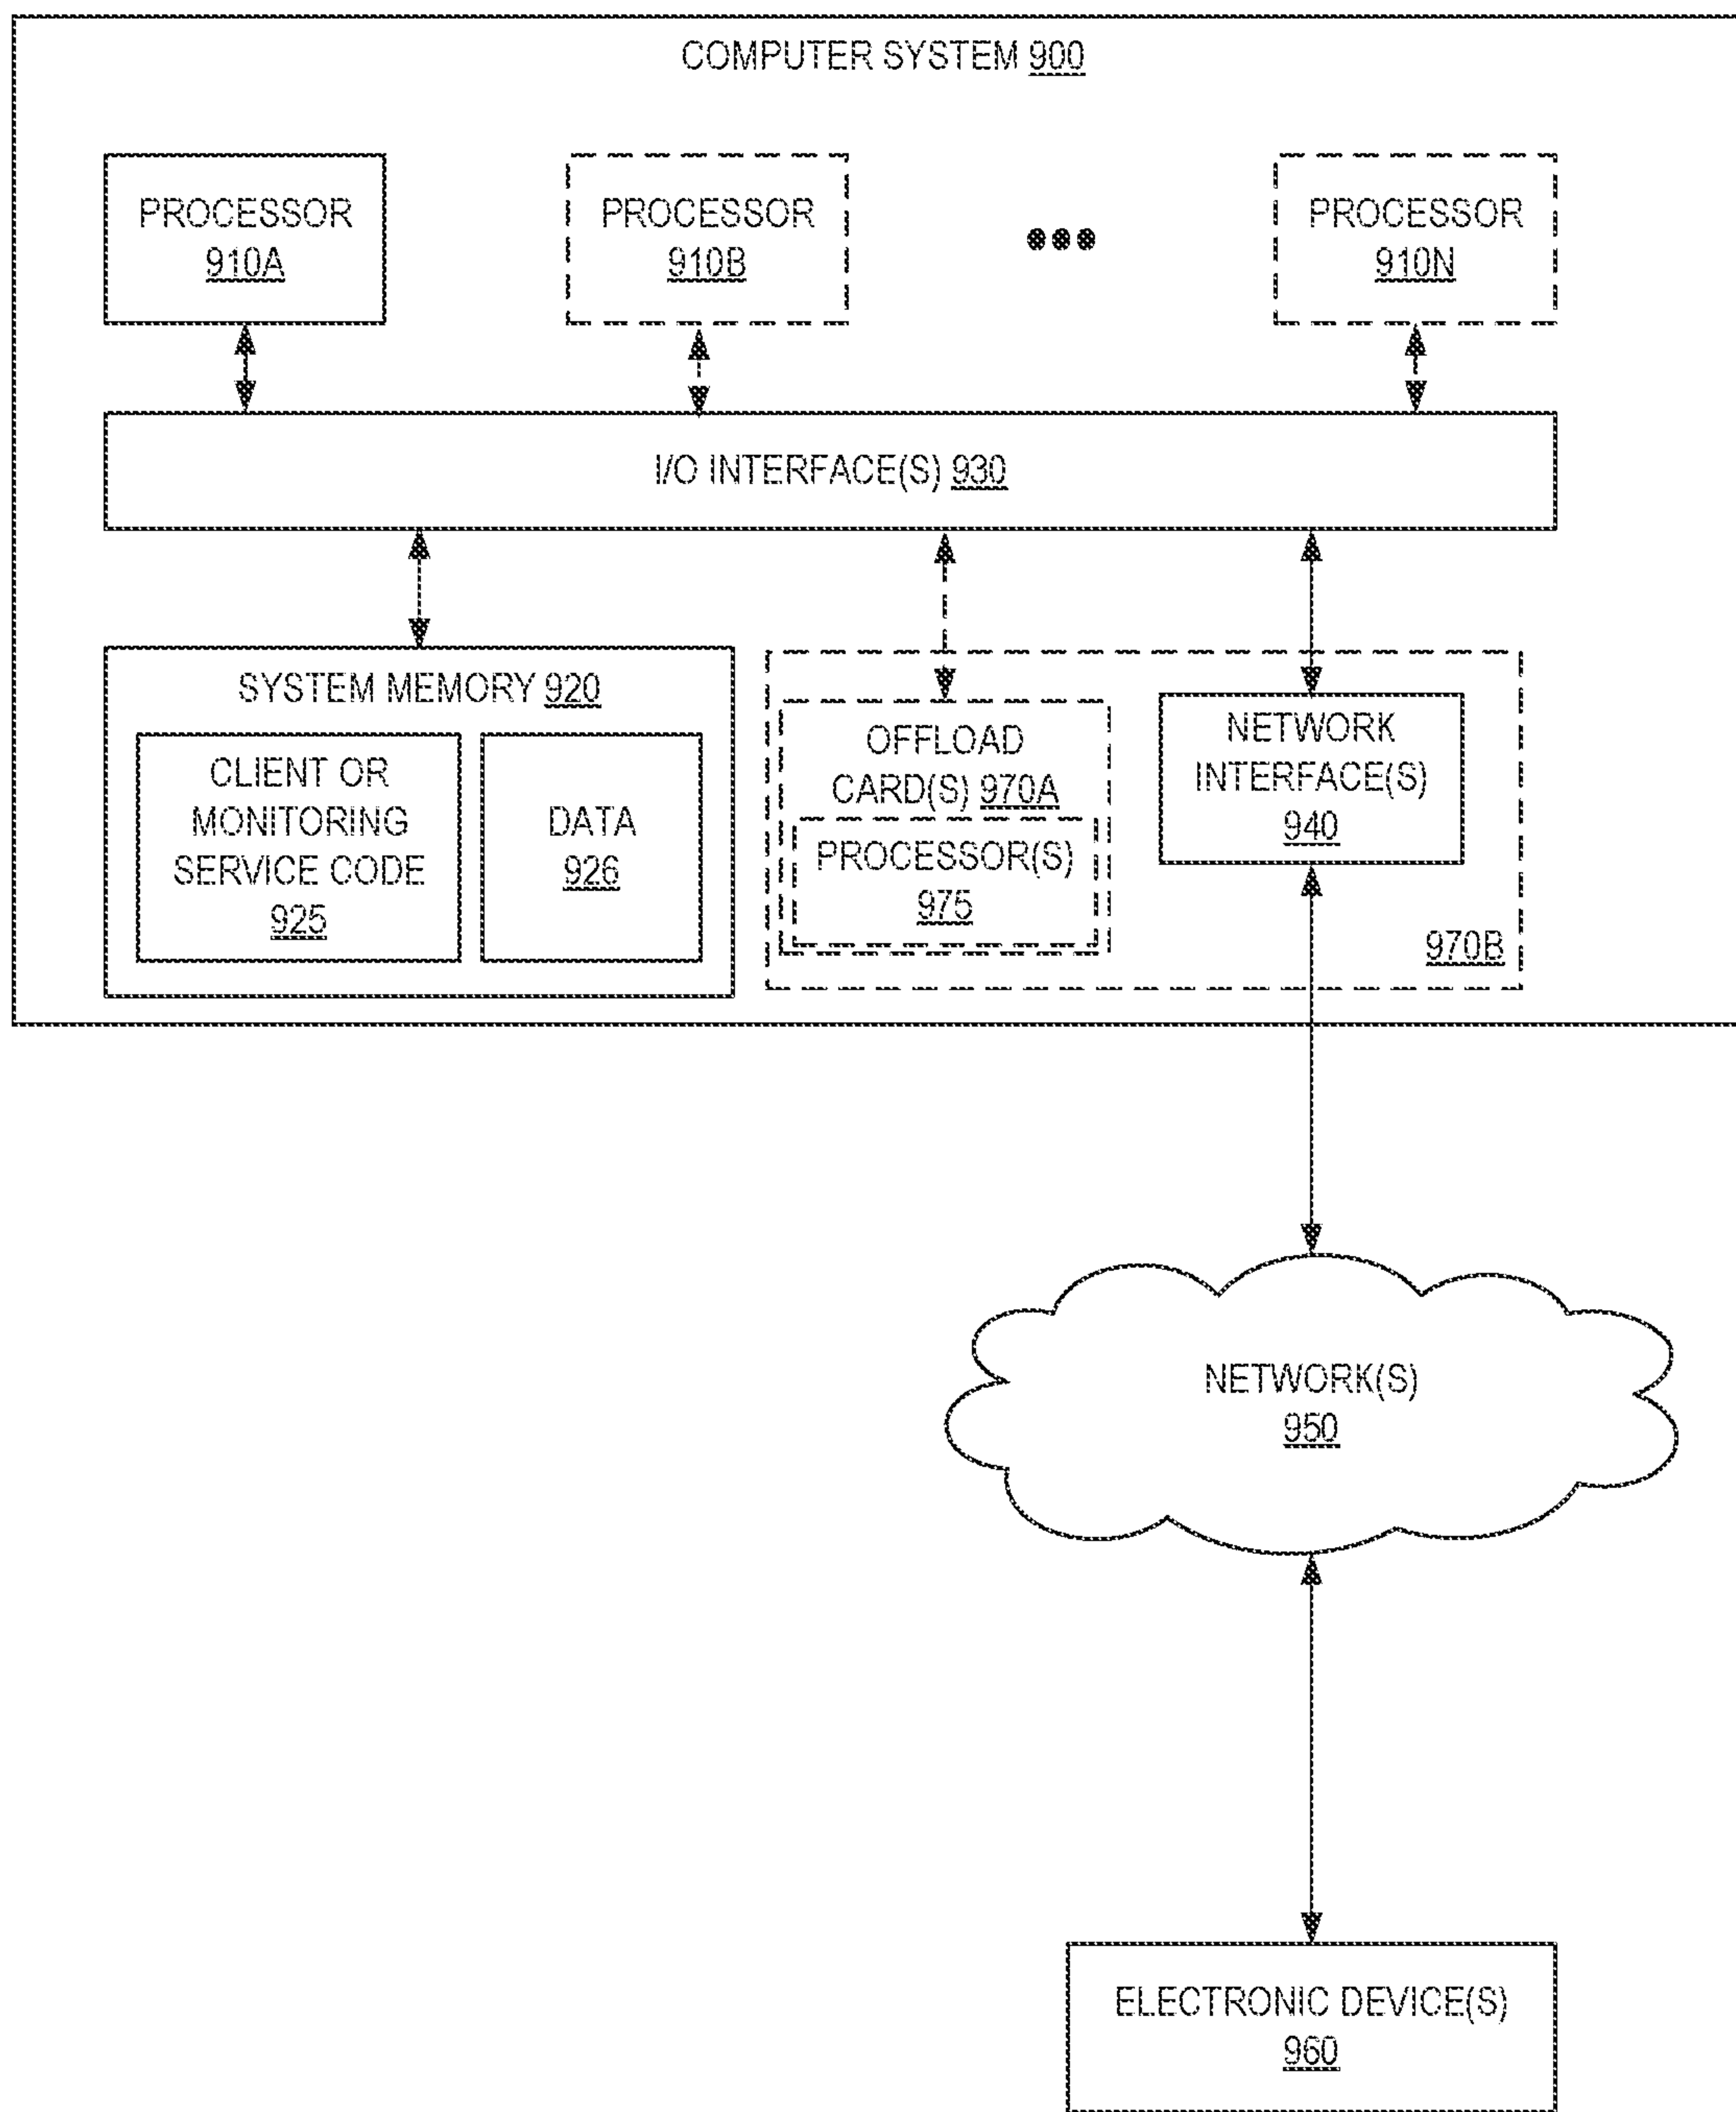 COMPUTER SYSTEM 900
PROCESSOR
910A
PROCESSOR
910B
PROCESSOR
910N
I/O INTERFACE(S) 930
SYSTEM MEMORY 920
CLIENT OR
MONITORING
SERVICE CODE
925
DATA
926
OFFLOAD
CARD(S) 970A
PROCESSOR(S)
975
NETWORK
INTERFACE(S)
940
970B
NETWORK(S)
950
ELECTRONIC DEVICE(S)
960